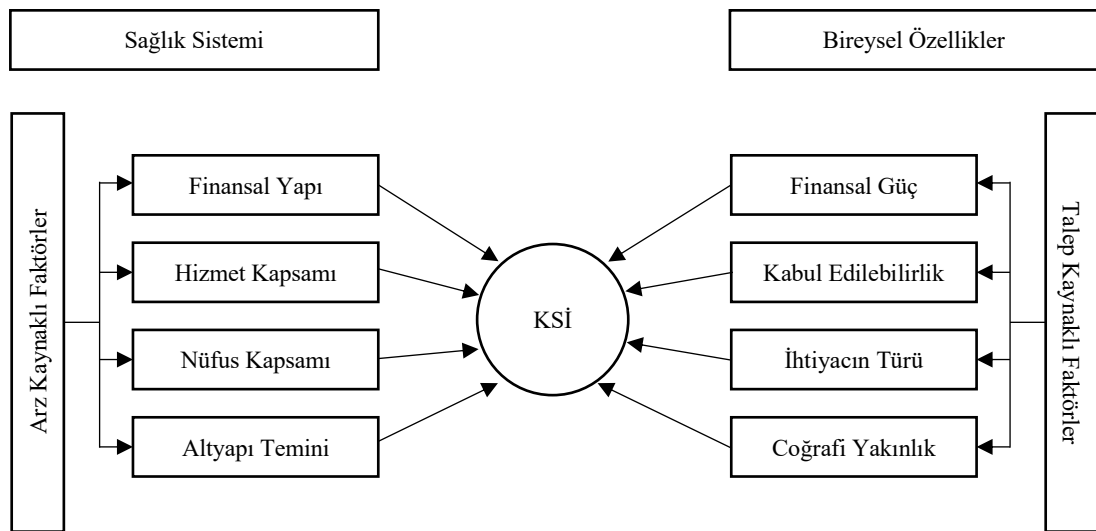 Sağlık Sistemi
Bireysel Özellikler
Arz Kaynaklı Faktörler
Finansal Yapı
Hizmet Kapsamı
Nüfus Kapsamı
Altyapı Temini
KSİ
Finansal Güç
Kabul Edilebilirlik
İhtiyacın Türü
Coğrafi Yakınlık
Talep Kaynaklı Faktörler